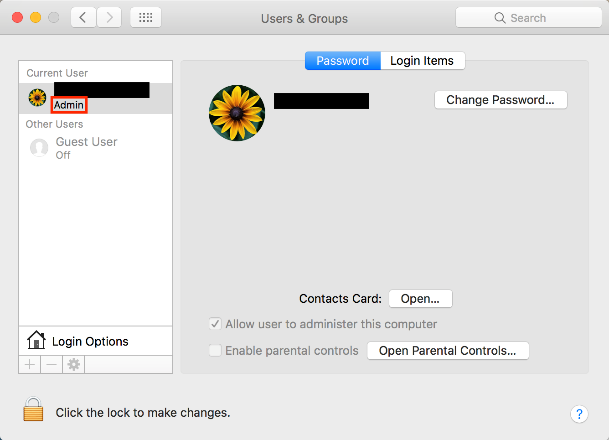 Users & Groups
Search
Password
Login Items
Current User
Admin
Other Users
Guest User
Off
Change Password...
Contacts Card:
Open...
Allow user to administer this computer
Enable parental controls
Open Parental Controls...
Login Options
Click the lock to make changes.
?